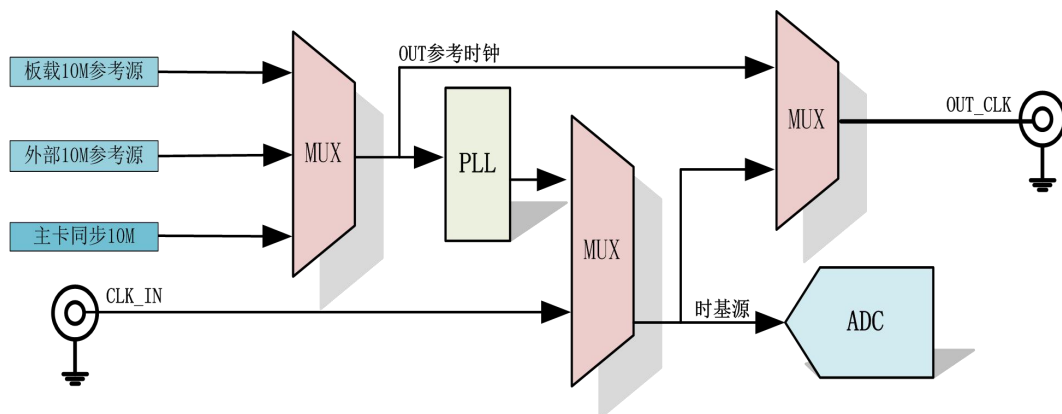 板载10M参考源
外部10M参考源
主卡同步10M
CLK_IN
MUX
OUT参考时钟
PLL
MUX
时基源
MUX
OUT_CLK
ADC